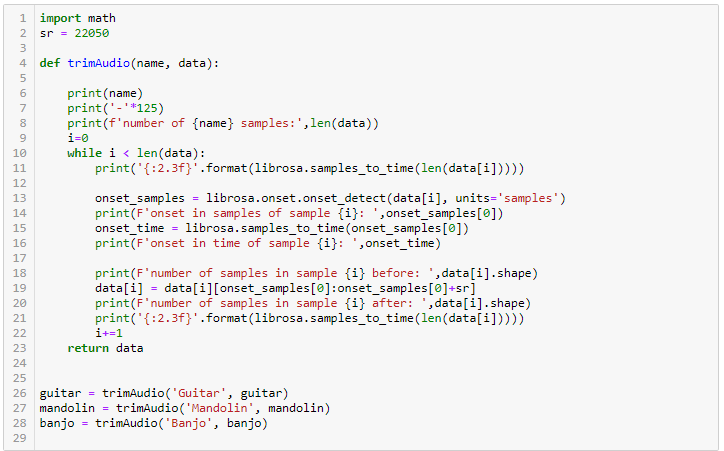 1 import math
2 sr = 22050
3
4 def trimAudio(name, data):
5
6     print(name)
7     print('-'*125)
8     print(f'number of {name} samples:',len(data))
9     i=0
10     while i < len(data):
11         print('{:2.3f}'.format(librosa.samples_to_time(len(data[i]))))
12
13         onset_samples = librosa.onset.onset_detect(data[i], units='samples')
14         print(F'onset in samples of sample {i}: ',onset_samples[0])
15         onset_time = librosa.samples_to_time(onset_samples[0])
16         print(F'onset in time of sample {i}: ',onset_time)
17
18         print(F'number of samples in sample {i} before: ',data[i].shape)
19         data[i] = data[i][onset_samples[0]:onset_samples[0]+sr]
20         print(F'number of samples in sample {i} after: ',data[i].shape)
21         print('{:2.3f}'.format(librosa.samples_to_time(len(data[i]))))
22         i+=1
23     return data
24
25
26 guitar = trimAudio('Guitar', guitar)
27 mandolin = trimAudio('Mandolin', mandolin)
28 banjo = trimAudio('Banjo', banjo)
29